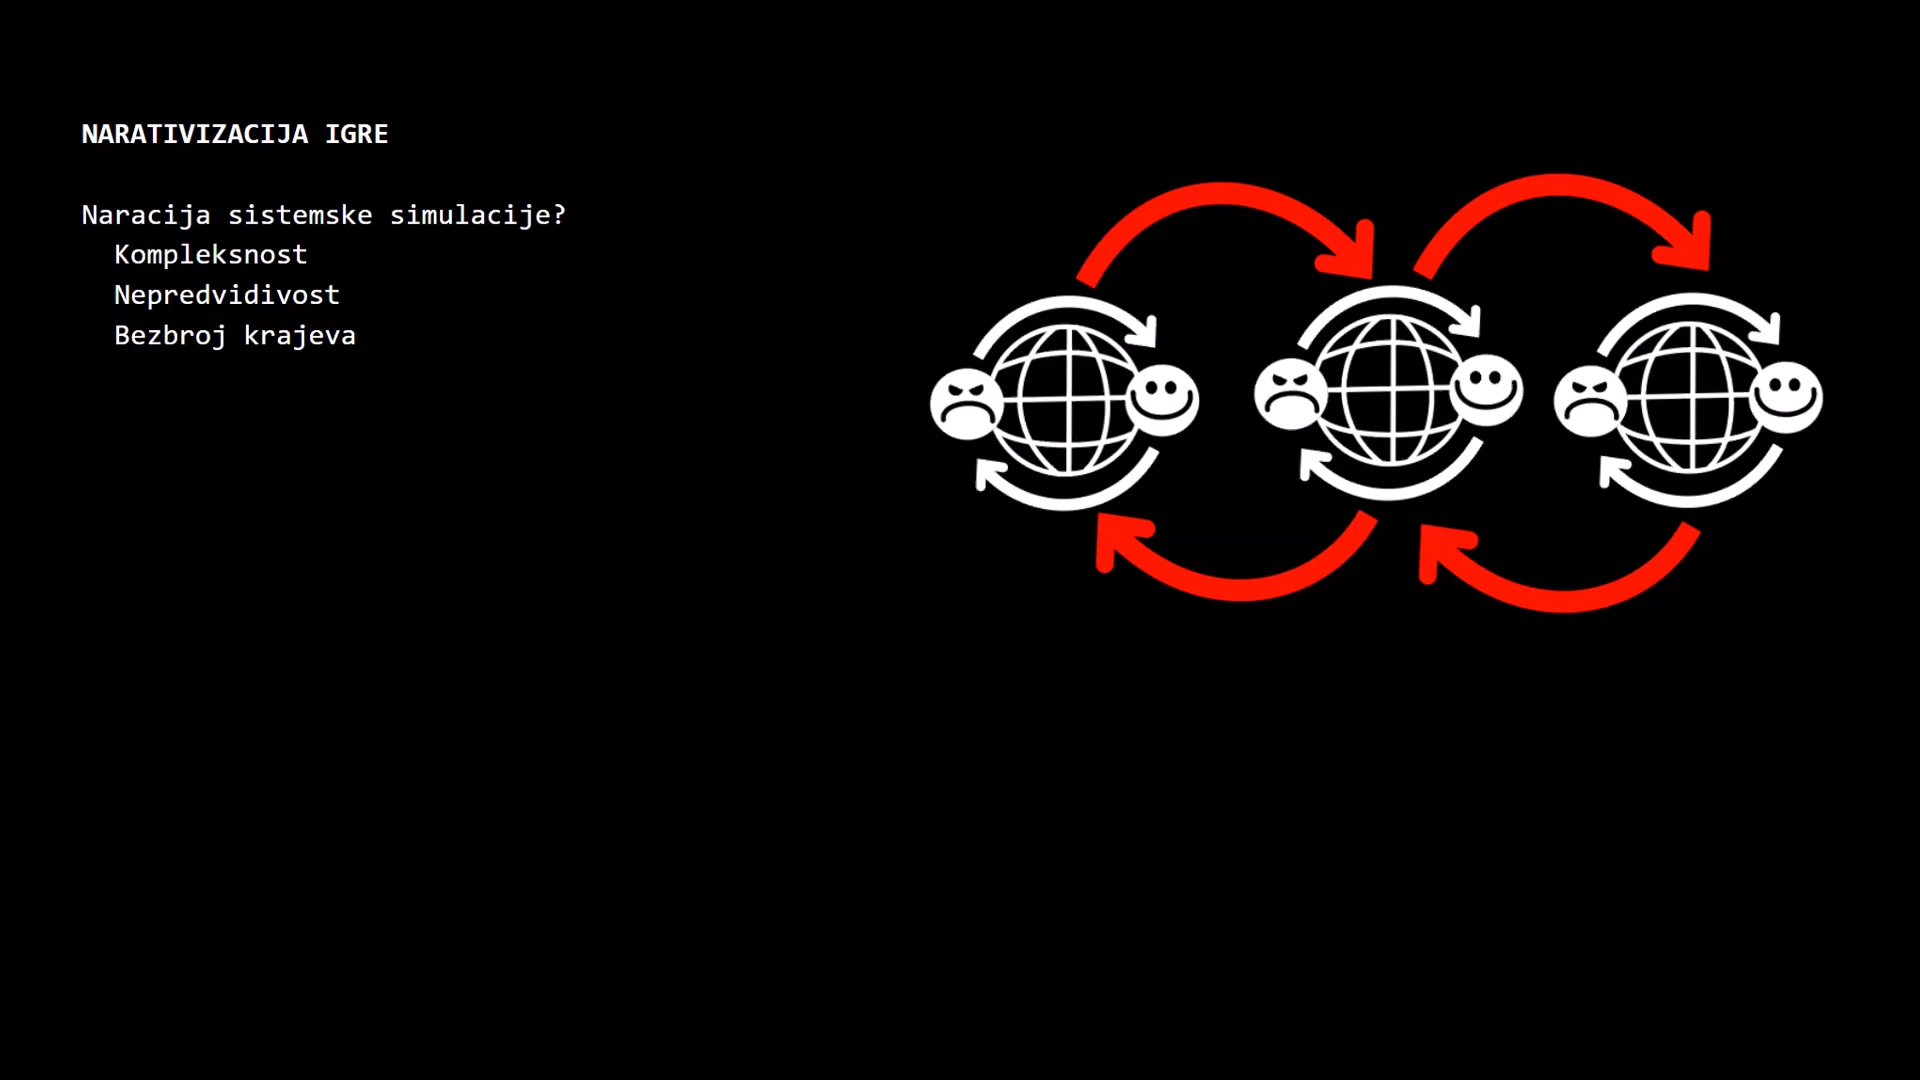 NARATIVIZACIJA IGRE
Naracija sistemske simulacije?
Kompleksnost
Nepredvidivost
Bezbroj krajeva